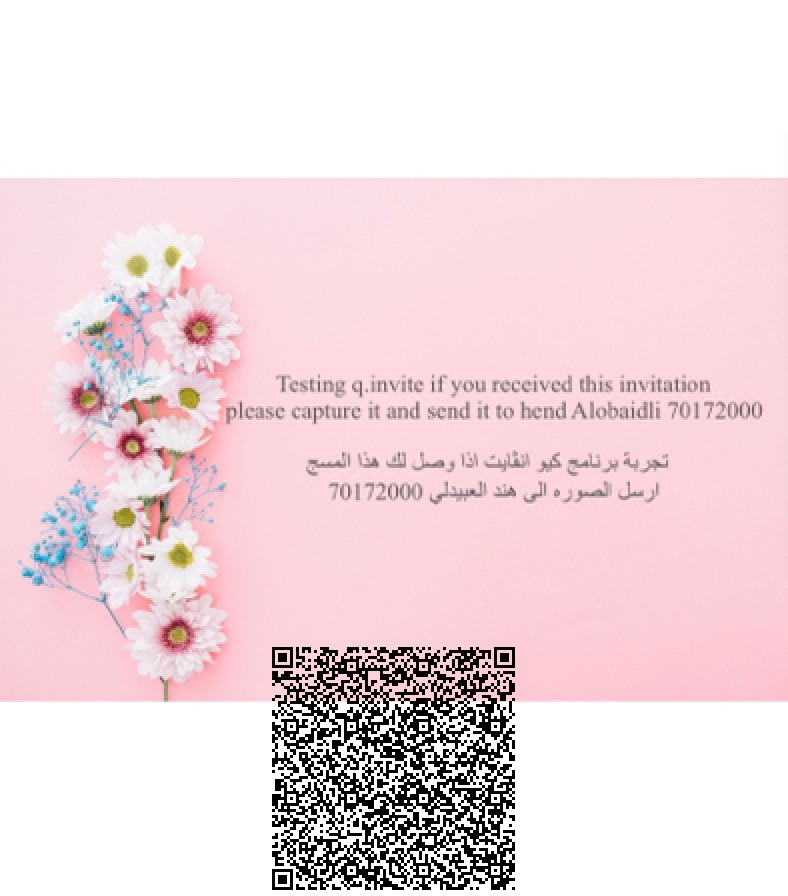 Testing q.invite if you received this invitation
please capture it and send it to hend Alobaidli 70172000
تجربة برنامج كيو انڤايت اذا وصل لك هذا المسج
ارسل الصوره الى هند العبيدلي 70172000